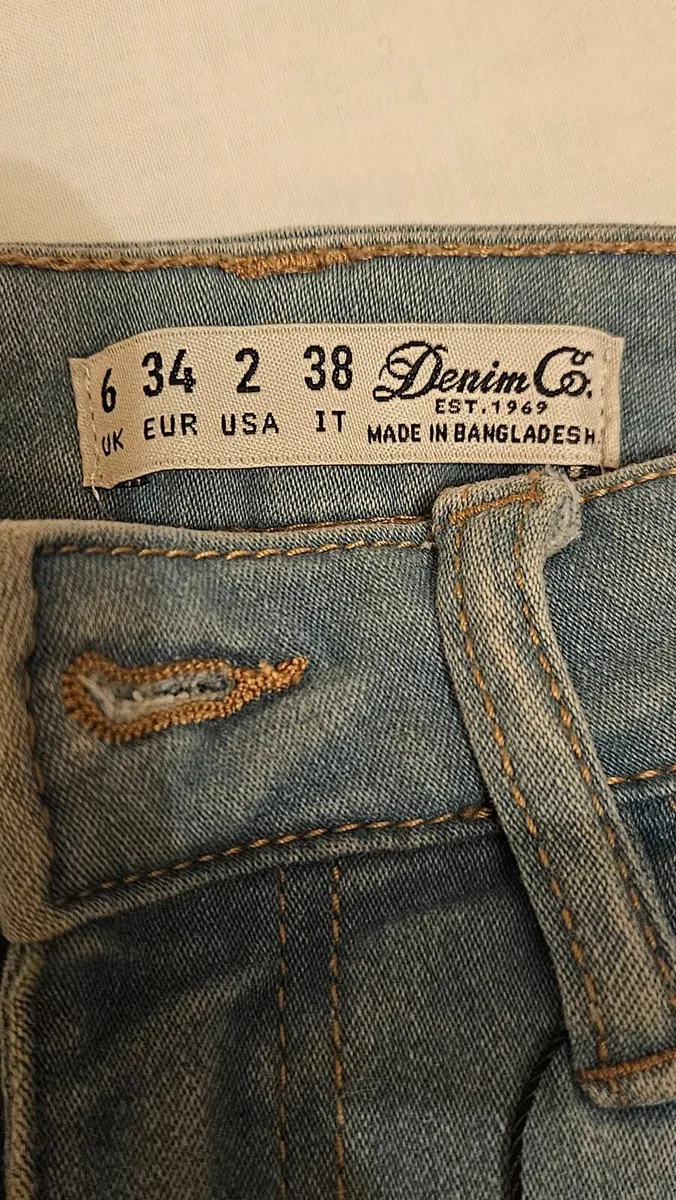 6 34 2 38 Denim Co.
UK EUR USA IT EST. 1969
MADE IN BANGLADESH